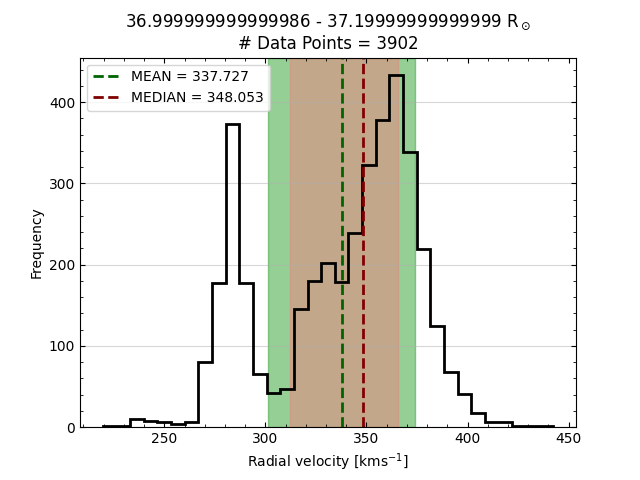 36.999999999999986 - 37.19999999999999 R⊙
# Data Points = 3902
MEAN = 337.727
MEDIAN = 348.053
Frequency
400
300
200
100
0
250
300
350
400
450
Radial velocity [kms⁻¹]